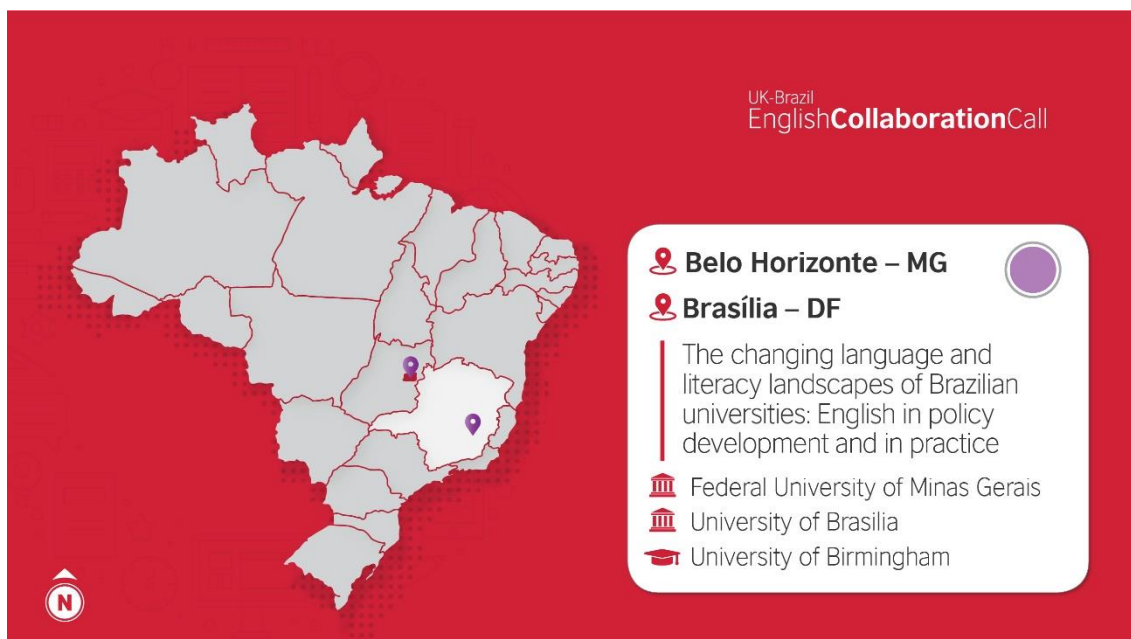 UK-Brazil
EnglishCollaborationCall
Belo Horizonte – MG
Brasília – DF
The changing language and
literacy landscapes of Brazilian
universities: English in policy
development and in practice
Federal University of Minas Gerais
University of Brasilia
University of Birmingham
N